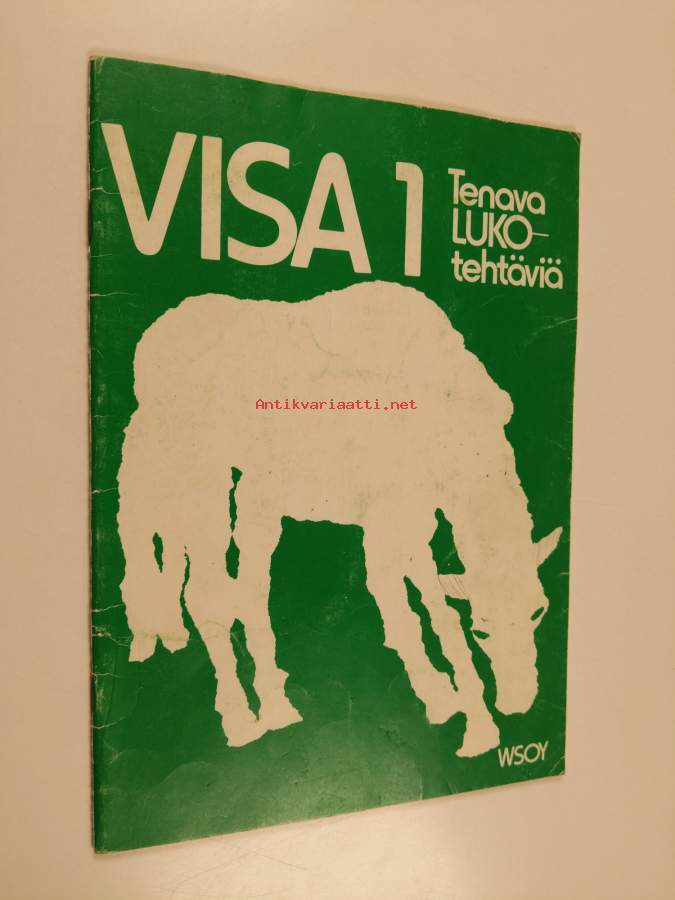 VISA 1
Tenava
LUKO-
tehtäviä
Antikvariaatti.net
WSOY